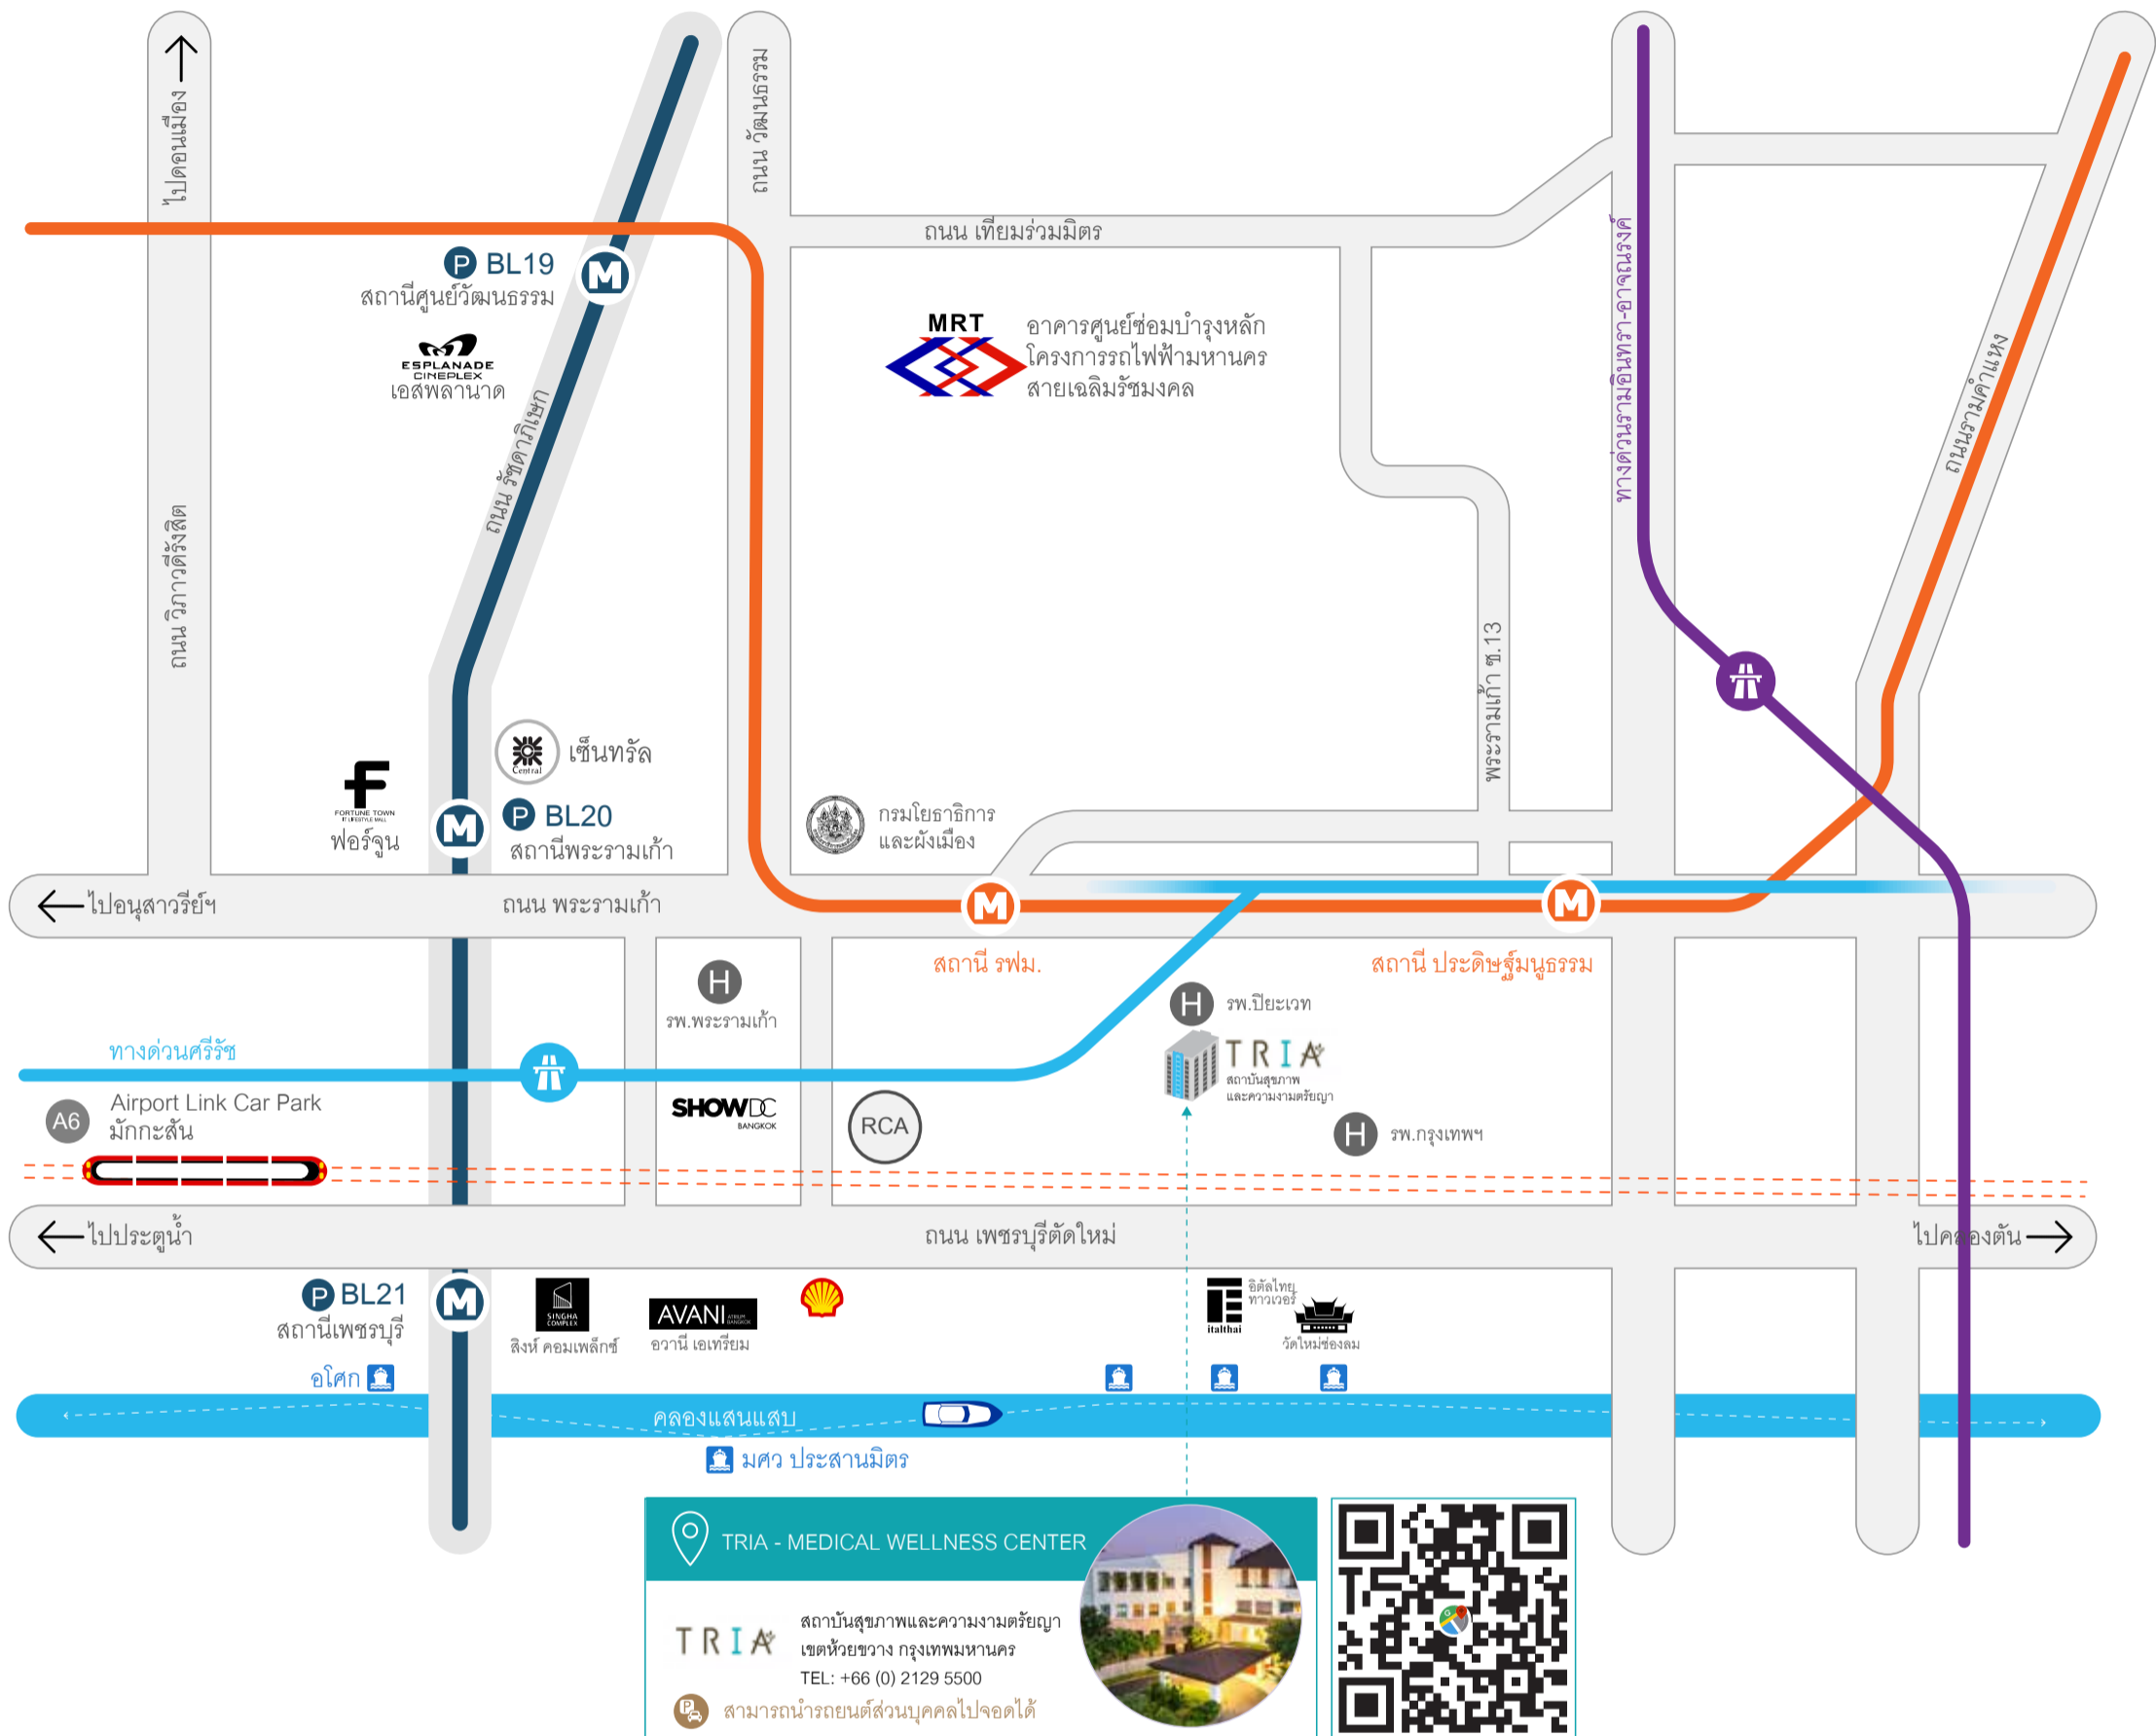 ไปดอนเมือง
ถนน วัฒนธรรม
ถนน เทียมร่วมมิตร
ทางด่วนรามอินทรา-อาจณรงค์
P BL19
สถานีศูนย์วัฒนธรรม
M
ESPLANADE
CINEPLEX
เอสพลานาด
MRT
อาคารศูนย์ซ่อมบำรุงหลัก
โครงการรถไฟฟ้ามหานคร
สายเฉลิมรัชมงคล
ถนน รัชดาภิเษก
ถนนรามคำแหง
ถนน วิภาวดีรังสิต
พระรามเก้า ซ.13
Central
เซ็นทรัล
FORTUNE TOWN
IT LIFESTYLE MALL
ฟอร์จูน
M
P BL20
สถานีพระรามเก้า
กรมโยธาธิการ
และผังเมือง
ไปอนุสาวรีย์ฯ
ถนน พระรามเก้า
M
M
สถานี รฟม.
สถานี ประดิษฐ์มนูธรรม
H
รพ.พระรามเก้า
H รพ.ปิยะเวท
ทางด่วนศรีรัช
TRIA
สถาบันสุขภาพ
และความงามตรัยญา
A6
Airport Link Car Park
มักกะสัน
SHOWDC
BANGKOK
RCA
H รพ.กรุงเทพฯ
ไปประตูน้ำ
ถนน เพชรบุรีตัดใหม่
ไปคลองตัน
P BL21
สถานีเพชรบุรี
M
SINGHA
COMPLEX
สิงห์ คอมเพล็กซ์
AVANI ATRIUM
BANGKOK
อวานี เอเทรียม
อิตัลไทย
ทาวเวอร์
italthai
วัดใหม่ช่องลม
อโศก
คลองแสนแสบ
มศว ประสานมิตร
TRIA - MEDICAL WELLNESS CENTER
TRIA
สถาบันสุขภาพและความงามตรัยญา
เขตห้วยขวาง กรุงเทพมหานคร
TEL: +66 (0) 2129 5500
สามารถนำรถยนต์ส่วนบุคคลไปจอดได้